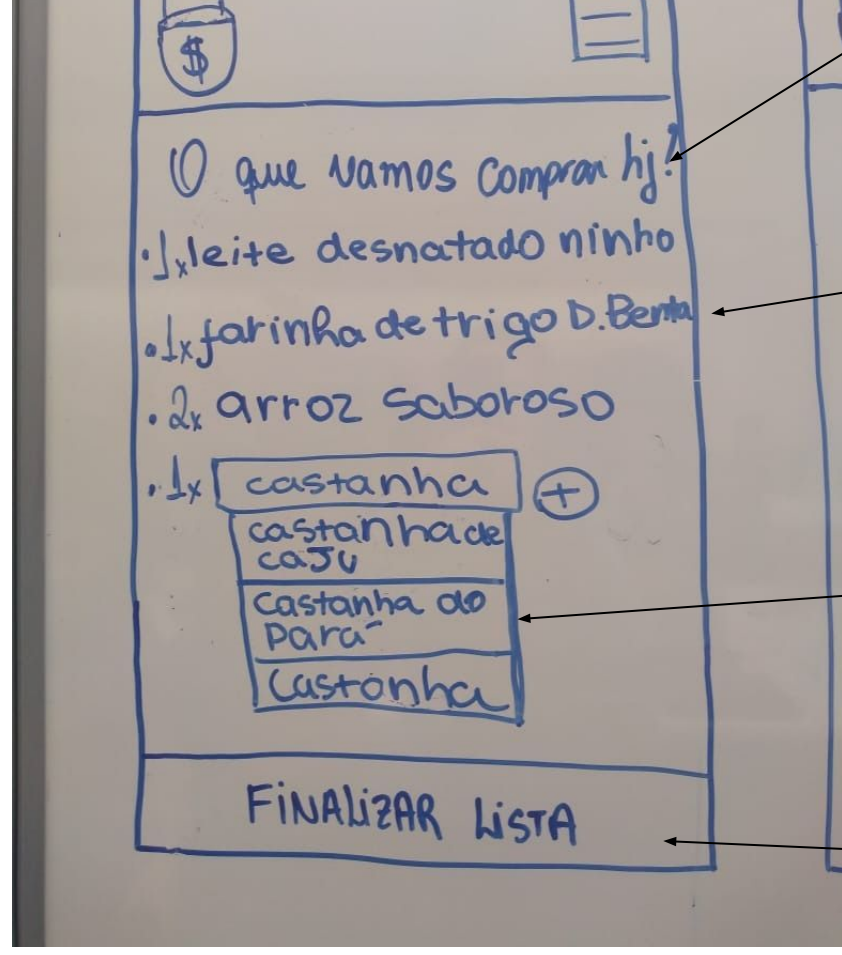 $
O que vamos comprar hj?
• 1x leite desnatado ninho
• 1x farinha de trigo D. Benta
• 2x arroz saboroso
• 1x castanha +
castanha de
caju
castanha do
Pará
Castanha
FINALIZAR LISTA